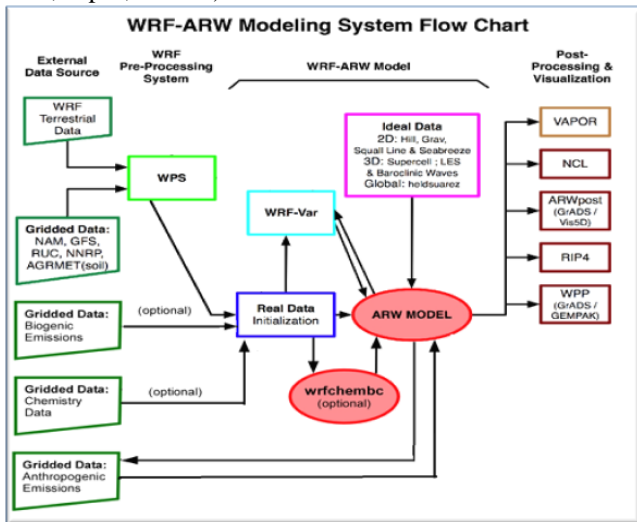 WRF-ARW Modeling System Flow Chart
External
Data Source
WRF
Pre-Processing
System
WRF-ARW Model
Post-
Processing &
Visualization
WRF
Terrestrial
Data
Gridded Data:
NAM, GFS,
RUC, NNRP,
AGRMET(soil)
Gridded Data:
Biogenic
Emissions
Gridded Data:
Chemistry
Data
Gridded Data:
Anthropogenic
Emissions
WPS
(optional)
(optional)
WRF-Var
Real Data
Initialization
wrfchembc
(optional)
Ideal Data
2D: Hill, Grav,
Squall Line & Seabreeze
3D: Supercell ; LES
& Baroclinic Waves
Global: heldsuarez
ARW MODEL
VAPOR
NCL
ARWpost
(GrADS /
Vis5D)
RIP4
WPP
(GrADS /
GEMPAK)